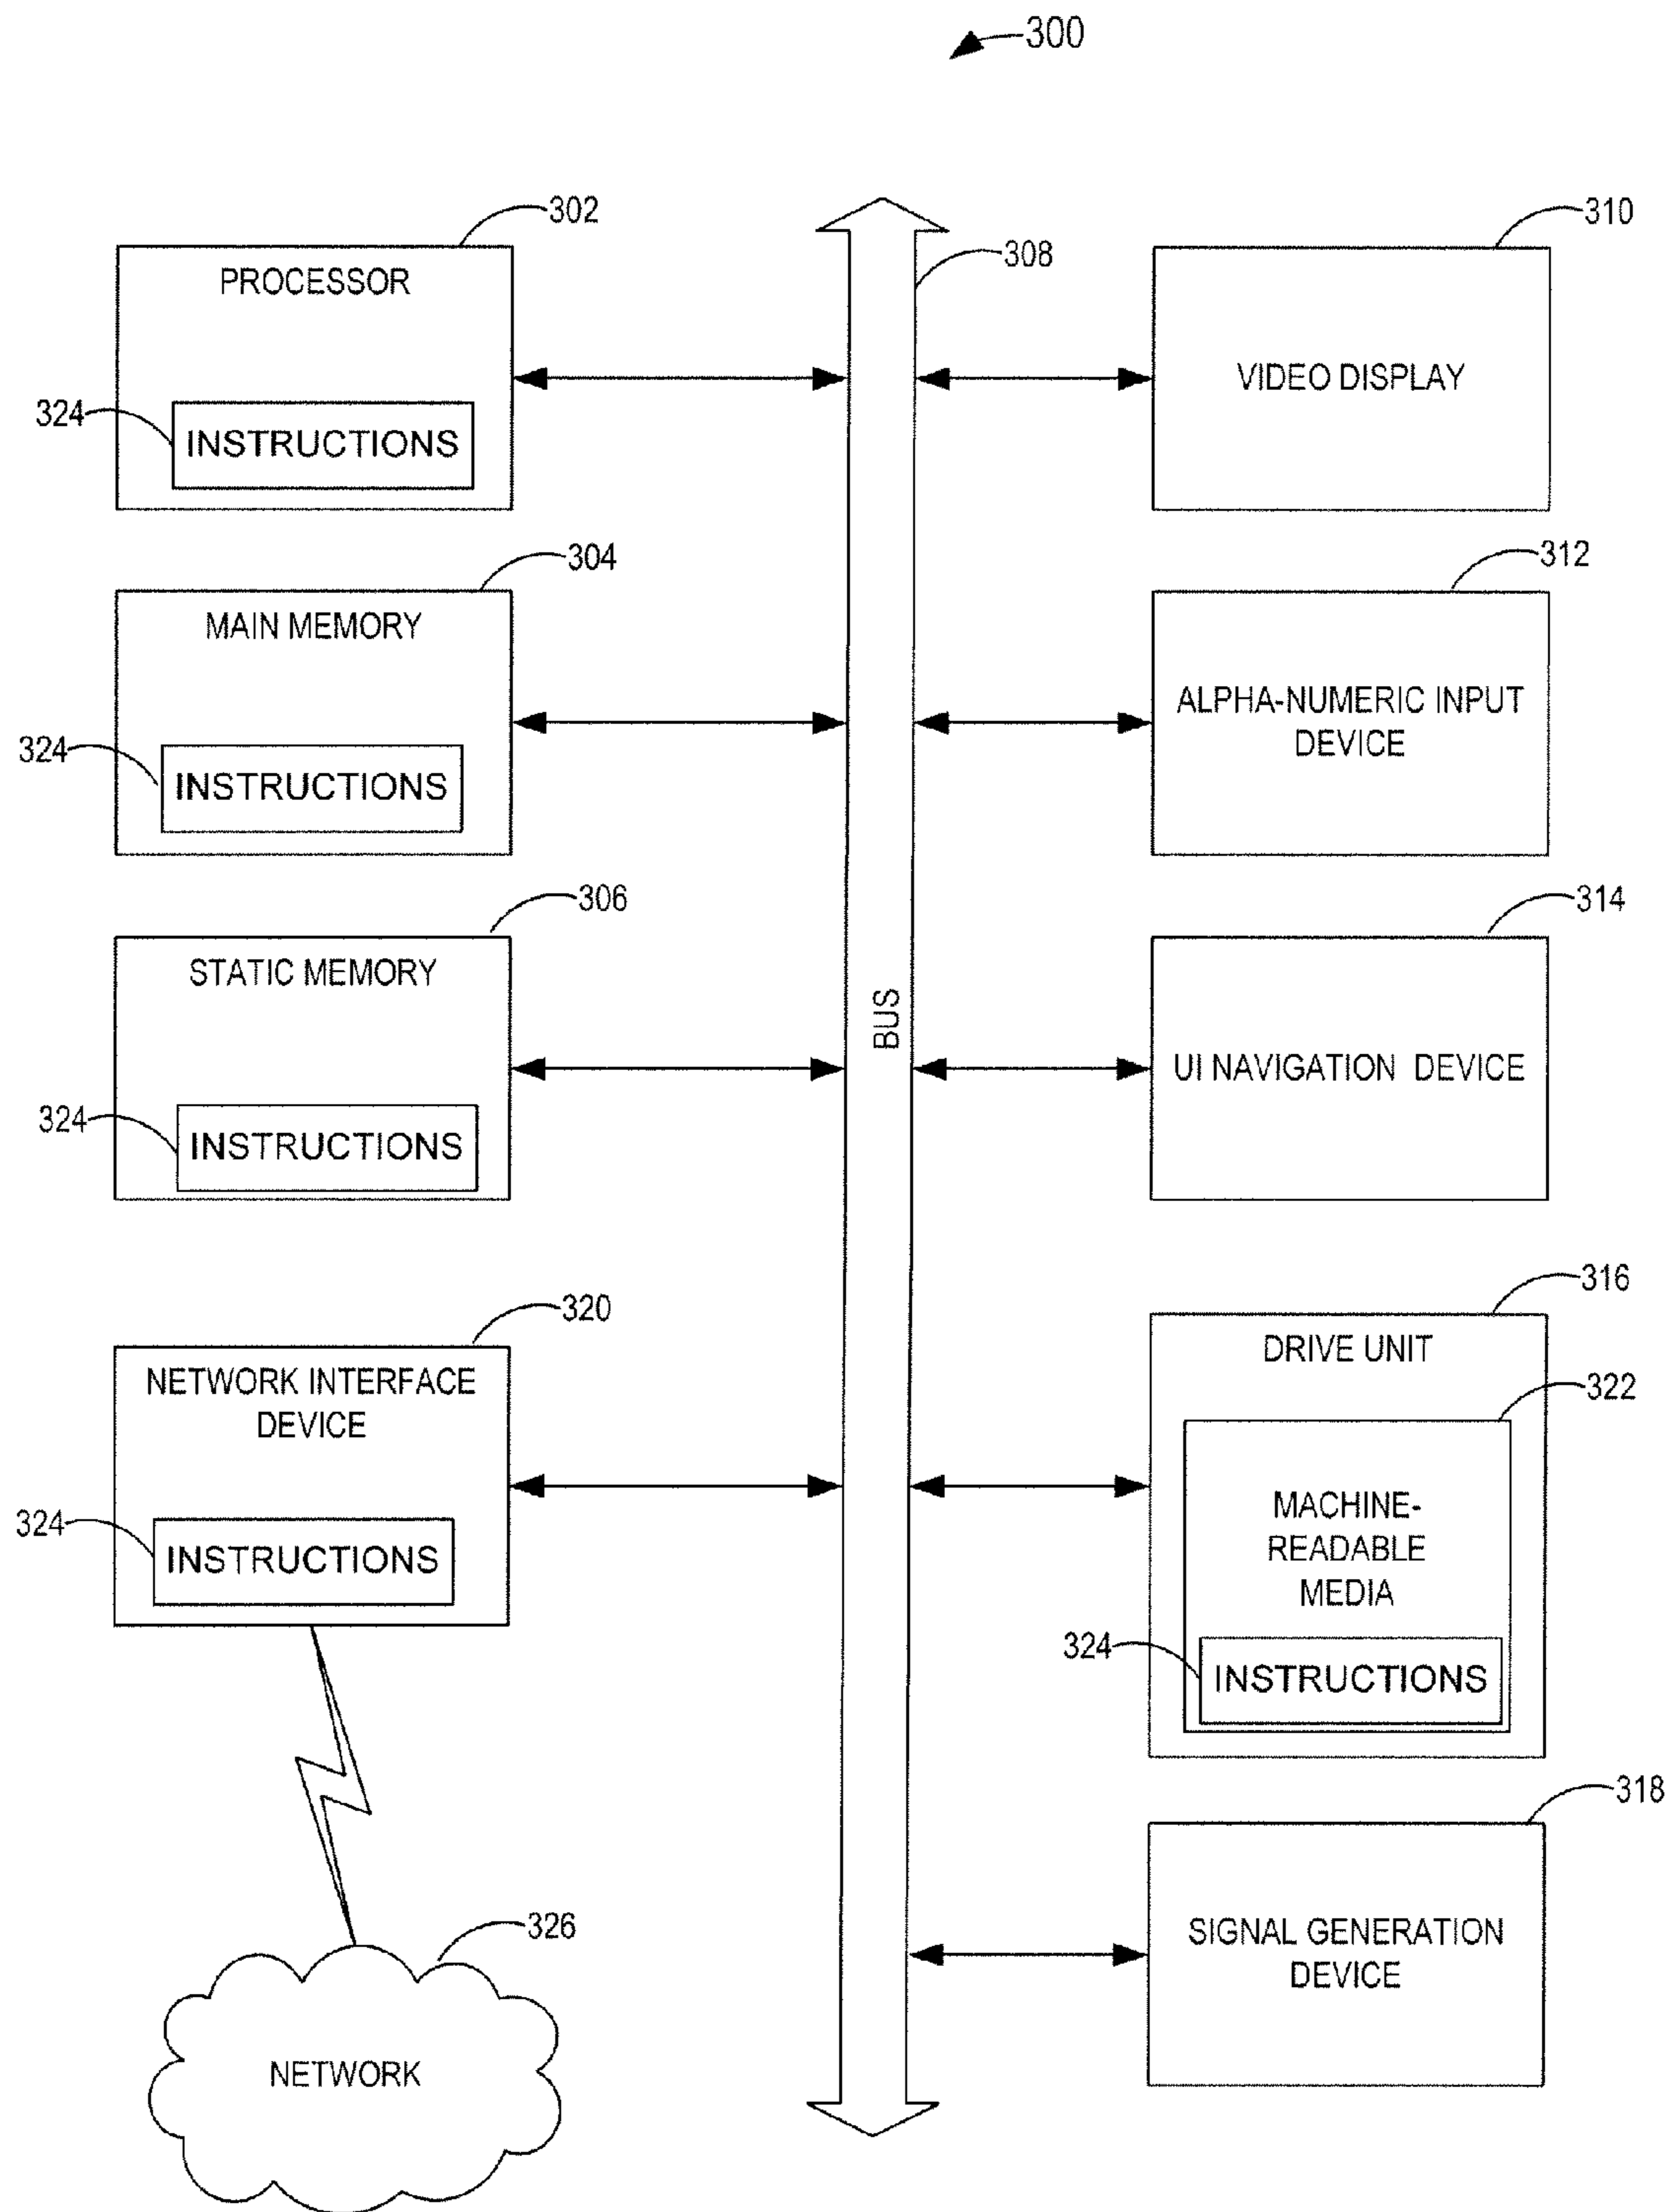 300
302
PROCESSOR
324
INSTRUCTIONS
304
MAIN MEMORY
324
INSTRUCTIONS
306
STATIC MEMORY
324
INSTRUCTIONS
320
NETWORK INTERFACE
DEVICE
324
INSTRUCTIONS
326
NETWORK
308
BUS
310
VIDEO DISPLAY
312
ALPHA-NUMERIC INPUT
DEVICE
314
UI NAVIGATION DEVICE
316
DRIVE UNIT
322
MACHINE-
READABLE
MEDIA
324
INSTRUCTIONS
318
SIGNAL GENERATION
DEVICE